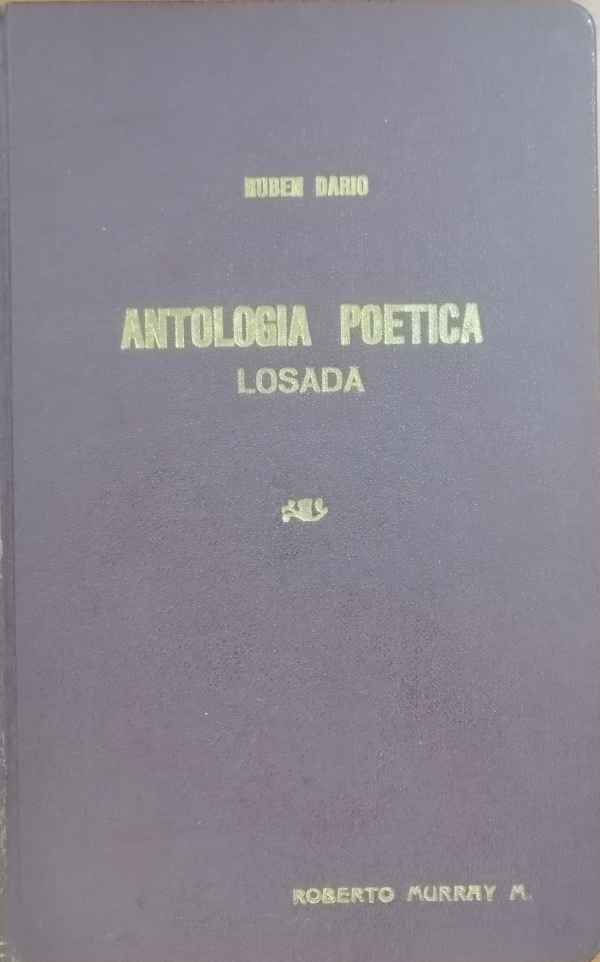 RUBEN DARIO
ANTOLOGIA POETICA
LOSADA
ROBERTO MURRAY M.